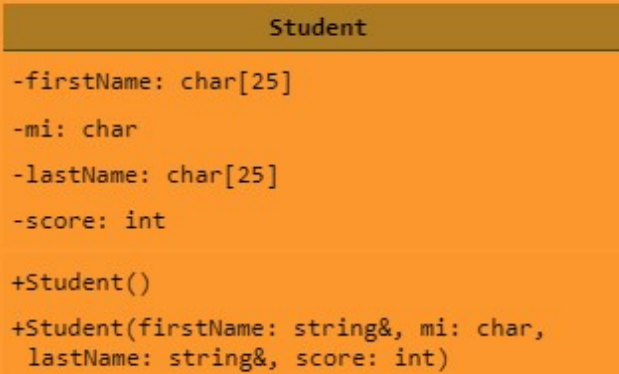 Student
-firstName: char[25]
-mi: char
-lastName: char[25]
-score: int
+Student()
+Student(firstName: string&, mi: char,
lastName: string&, score: int)